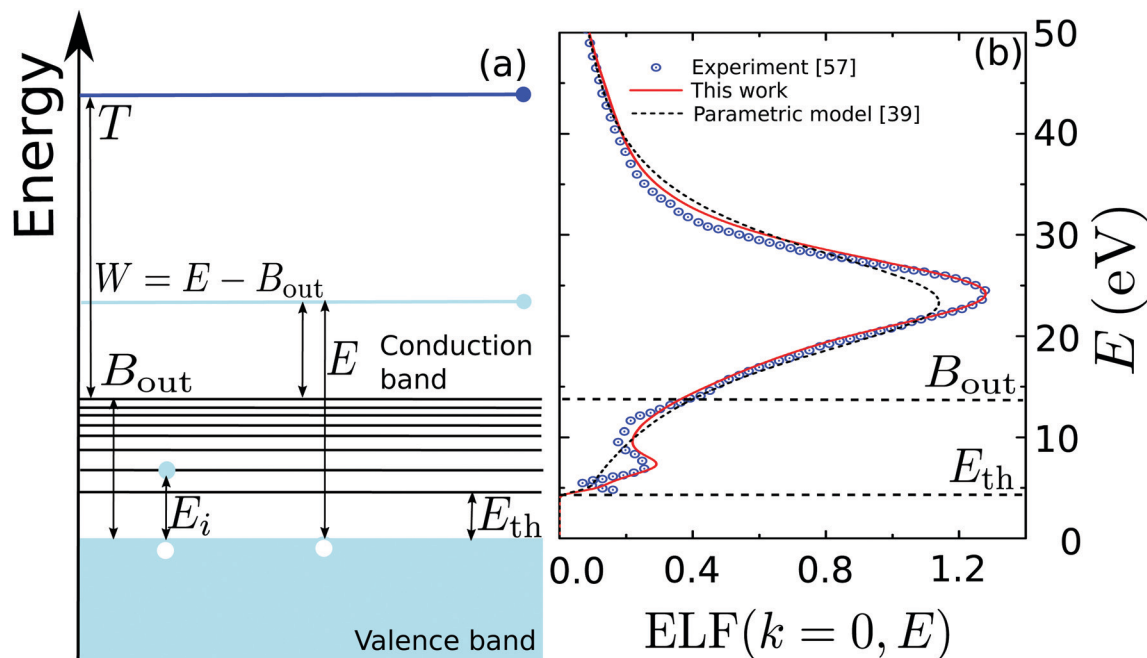 Energy
(a)
T
W = E − B_out
E
Conduction
band
B_out
E_i
E_th
Valence band
(b)
Experiment [57]
This work
Parametric model [39]
B_out
E_th
50
40
30
20
10
0
E (eV)
0.0 0.4 0.8 1.2
ELF(k = 0, E)